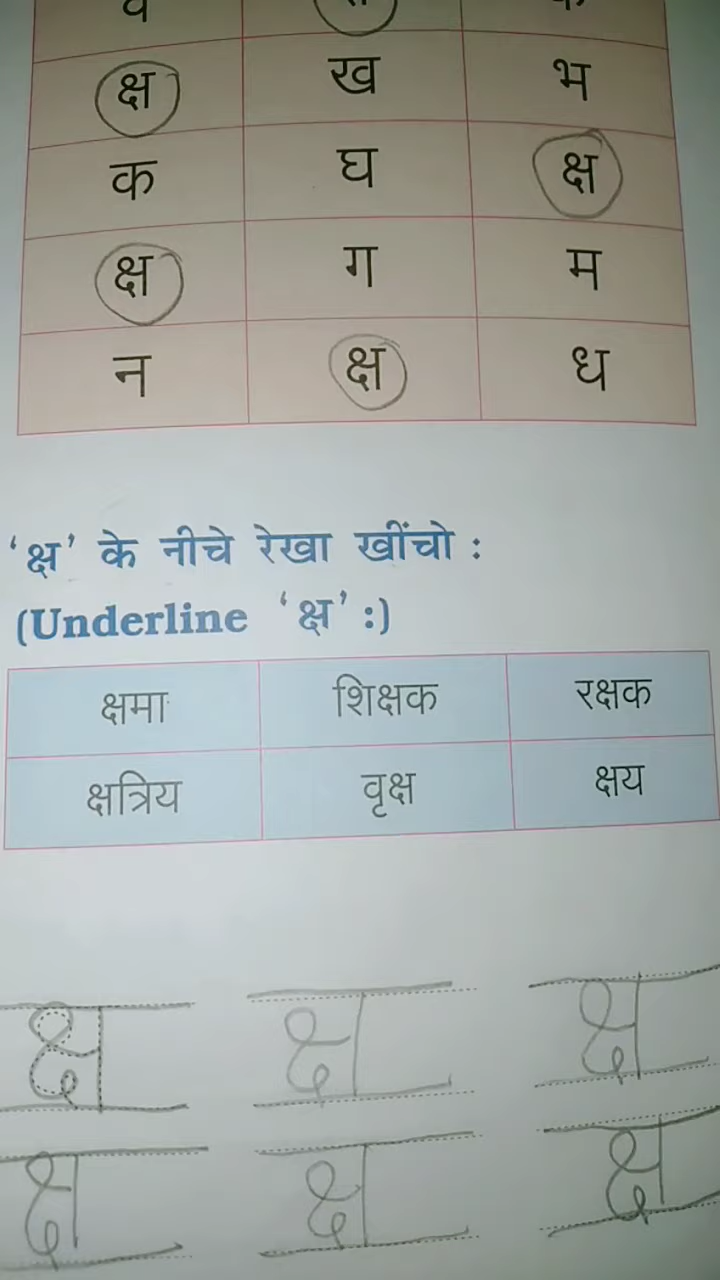 क्ष ख भ
क घ क्ष
क्ष ग म
न क्ष ध
'क्ष' के नीचे रेखा खींचो :
(Underline 'क्ष' :)
क्षमा शिक्षक रक्षक
क्षत्रिय वृक्ष क्षय
क्ष क्ष क्ष
क्ष क्ष क्ष